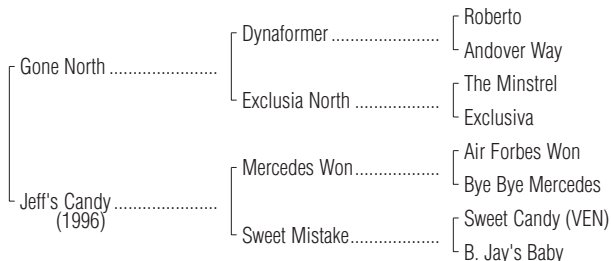 Roberto
Dynaformer ......................
Andover Way
Gone North ......................
The Minstrel
Exclusia North .................
Exclusiva
Air Forbes Won
Mercedes Won ..................
Bye Bye Mercedes
Jeff's Candy .....................
(1996)
Sweet Candy (VEN)
Sweet Mistake ..................
B. Jay's Baby